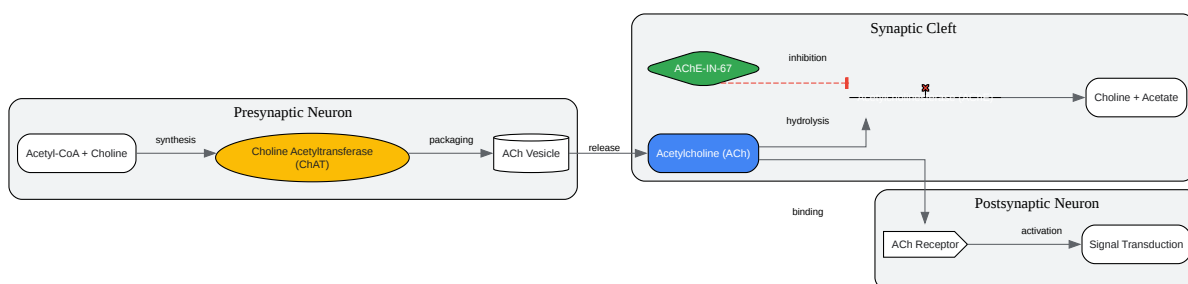 Synaptic Cleft
AChE-IN-67
inhibition
Choline + Acetate
hydrolysis
Acetylcholine (ACh)
Presynaptic Neuron
Acetyl-CoA + Choline
synthesis
Choline Acetyltransferase
(ChAT)
packaging
ACh Vesicle
release
binding
Postsynaptic Neuron
ACh Receptor
activation
Signal Transduction